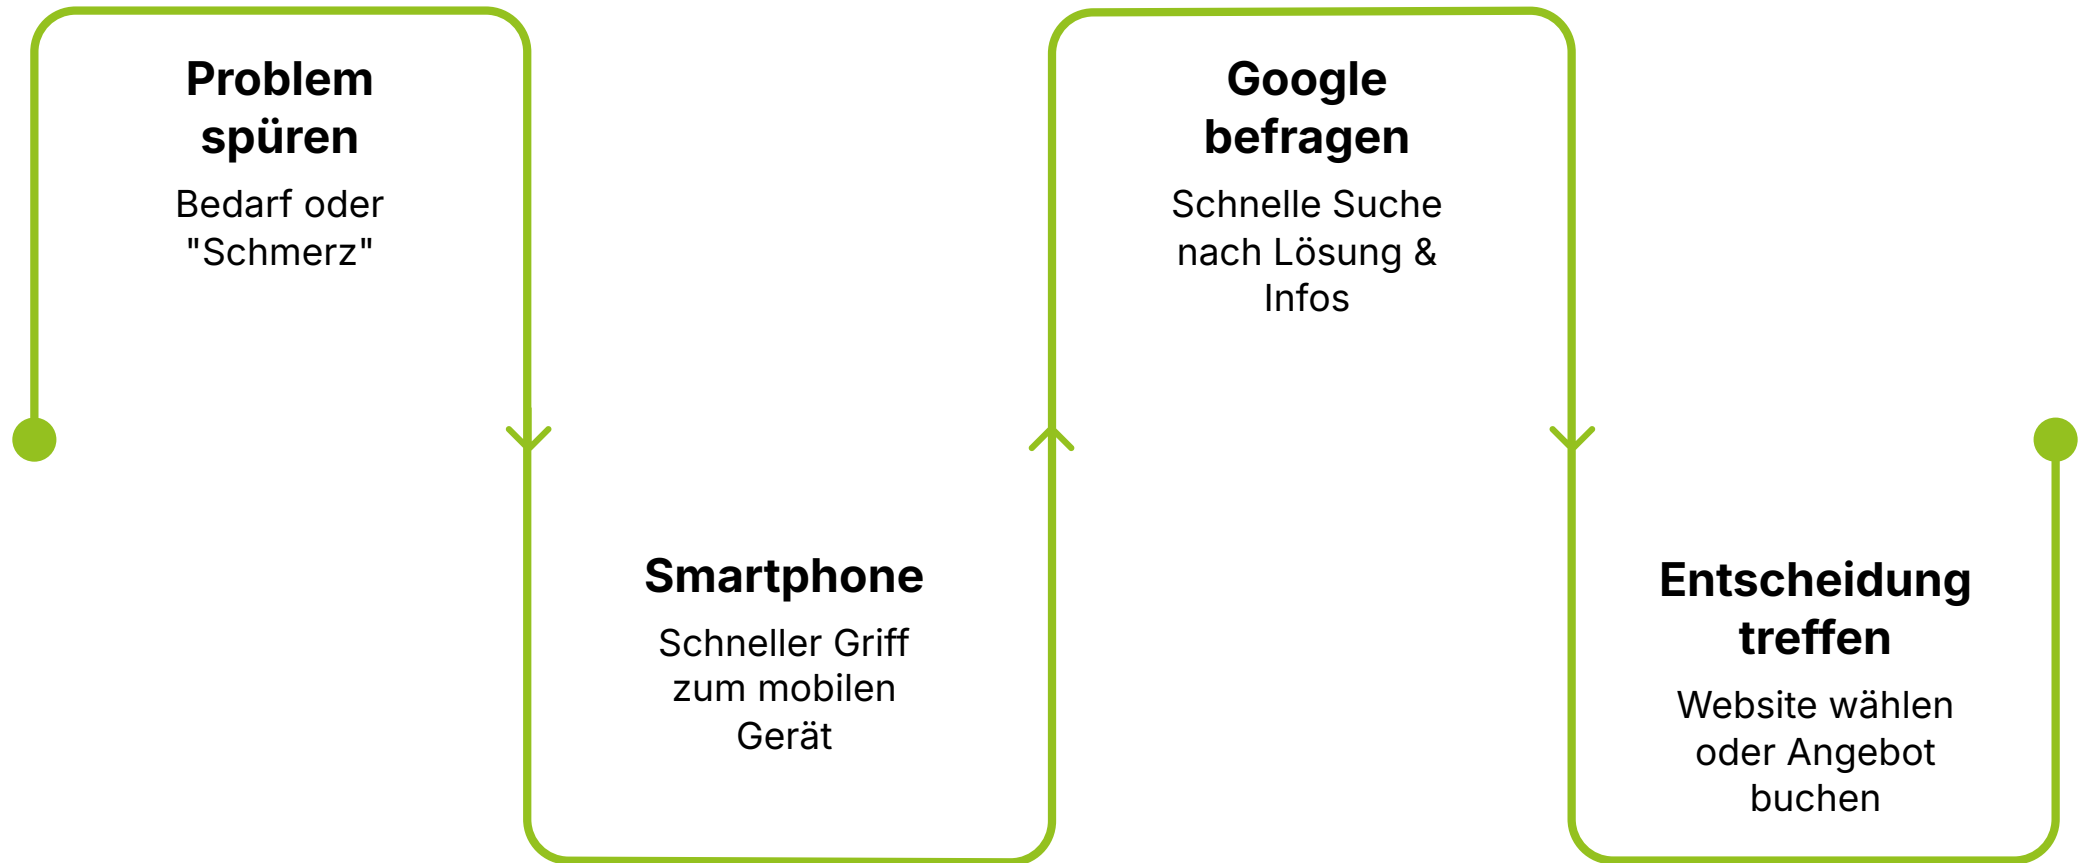 Problem
spüren
Bedarf oder
"Schmerz"
Smartphone
Schneller Griff
zum mobilen
Gerät
Google
befragen
Schnelle Suche
nach Lösung &
Infos
Entscheidung
treffen
Website wählen
oder Angebot
buchen